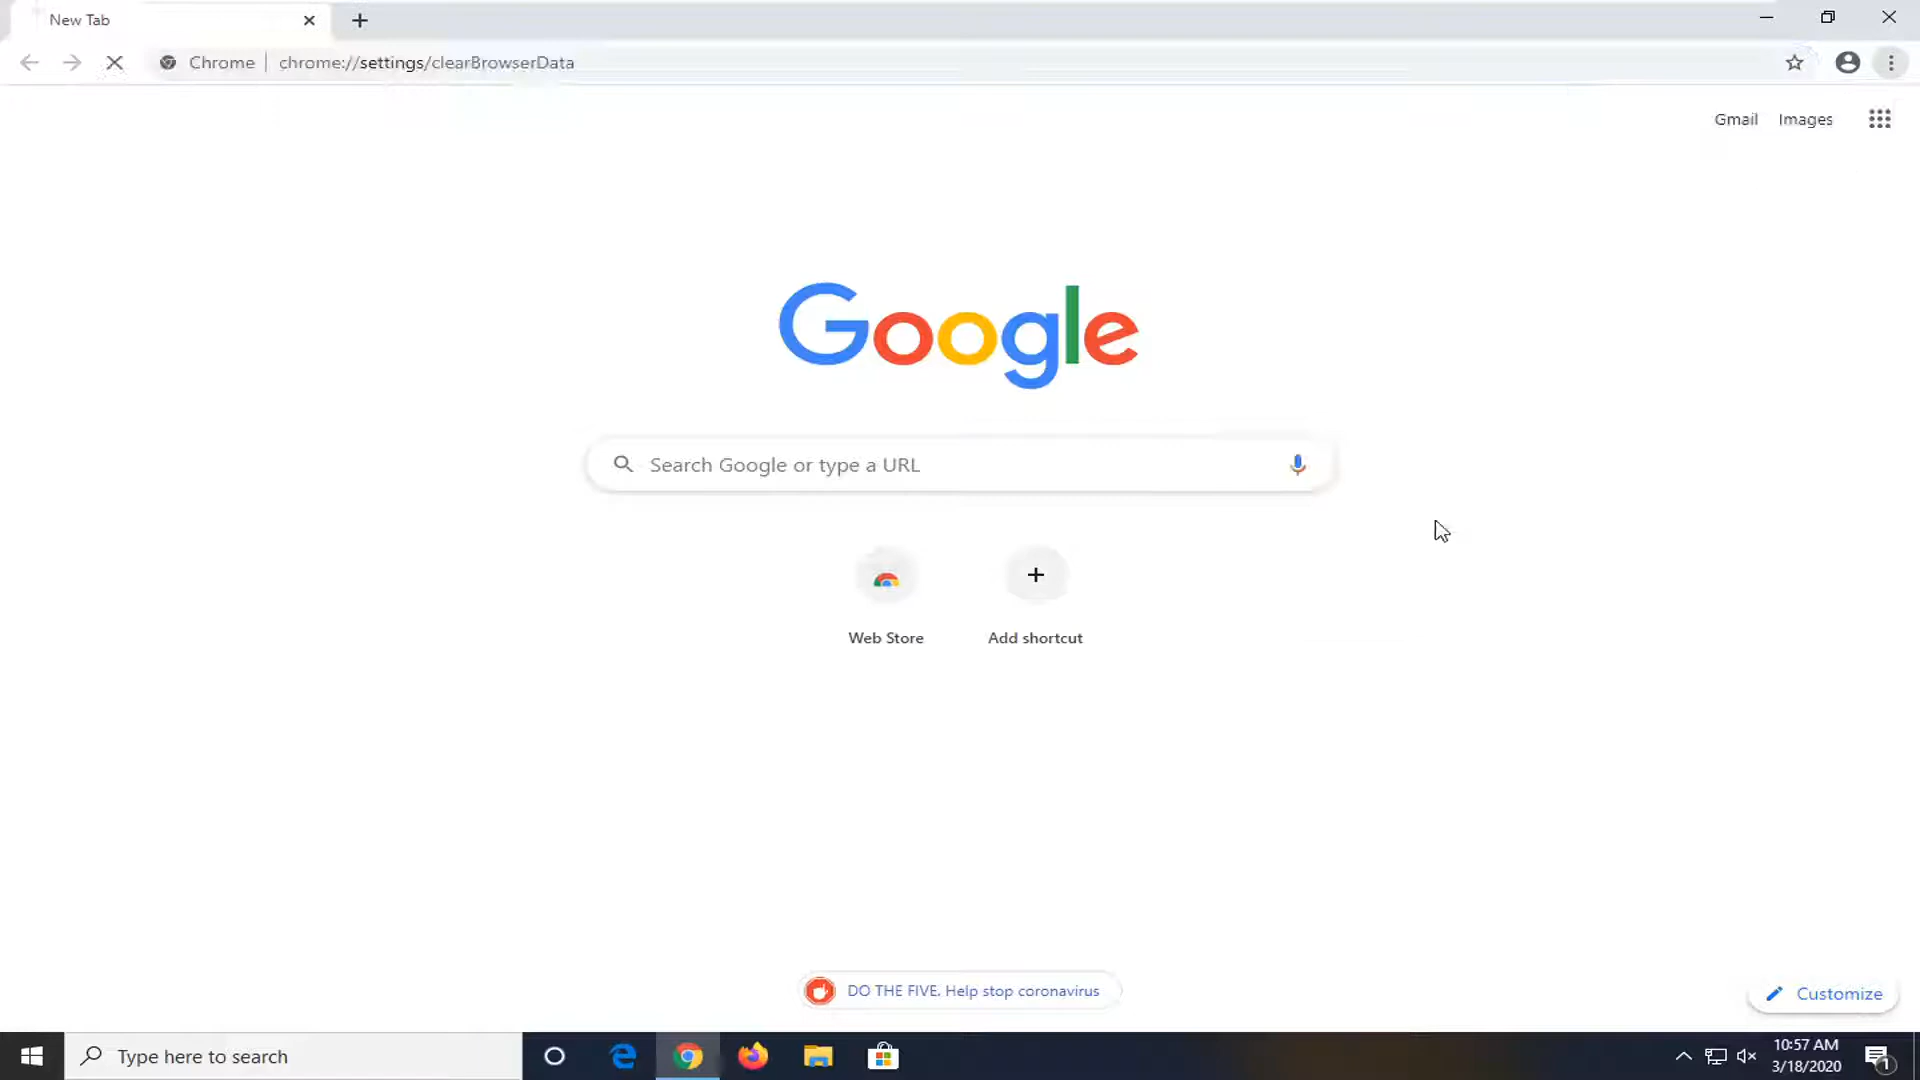 New Tab
Chrome | chrome://settings/clearBrowserData
Gmail Images
Google
Search Google or type a URL
Web Store Add shortcut
DO THE FIVE. Help stop coronavirus
Customize
Type here to search
10:57 AM
3/18/2020
1